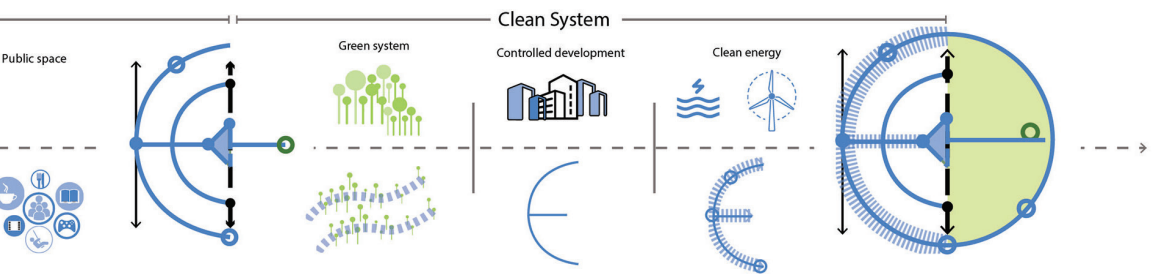 Clean System
Public space
Green system
Controlled development
Clean energy